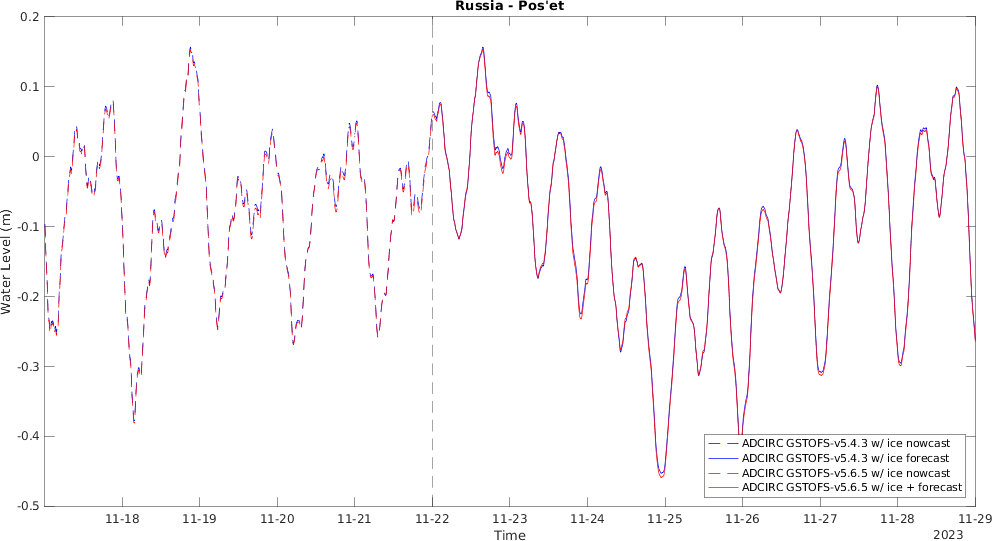 Russia - Pos'et
0.2
0.1
0
-0.1
-0.2
-0.3
-0.4
-0.5
Water Level (m)
ADCIRC GSTOFS-v5.4.3 w/ ice nowcast
ADCIRC GSTOFS-v5.4.3 w/ ice forecast
ADCIRC GSTOFS-v5.6.5 w/ ice nowcast
ADCIRC GSTOFS-v5.6.5 w/ ice + forecast
11-18 11-19 11-20 11-21 11-22 11-23 11-24 11-25 11-26 11-27 11-28 11-29
Time
2023